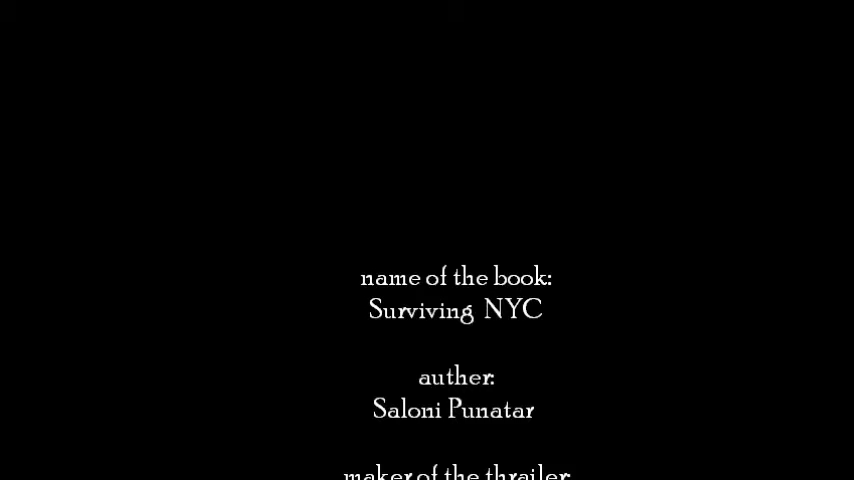 name of the book:
Surviving NYC
auther:
Saloni Punatar
maker of the thrailer: